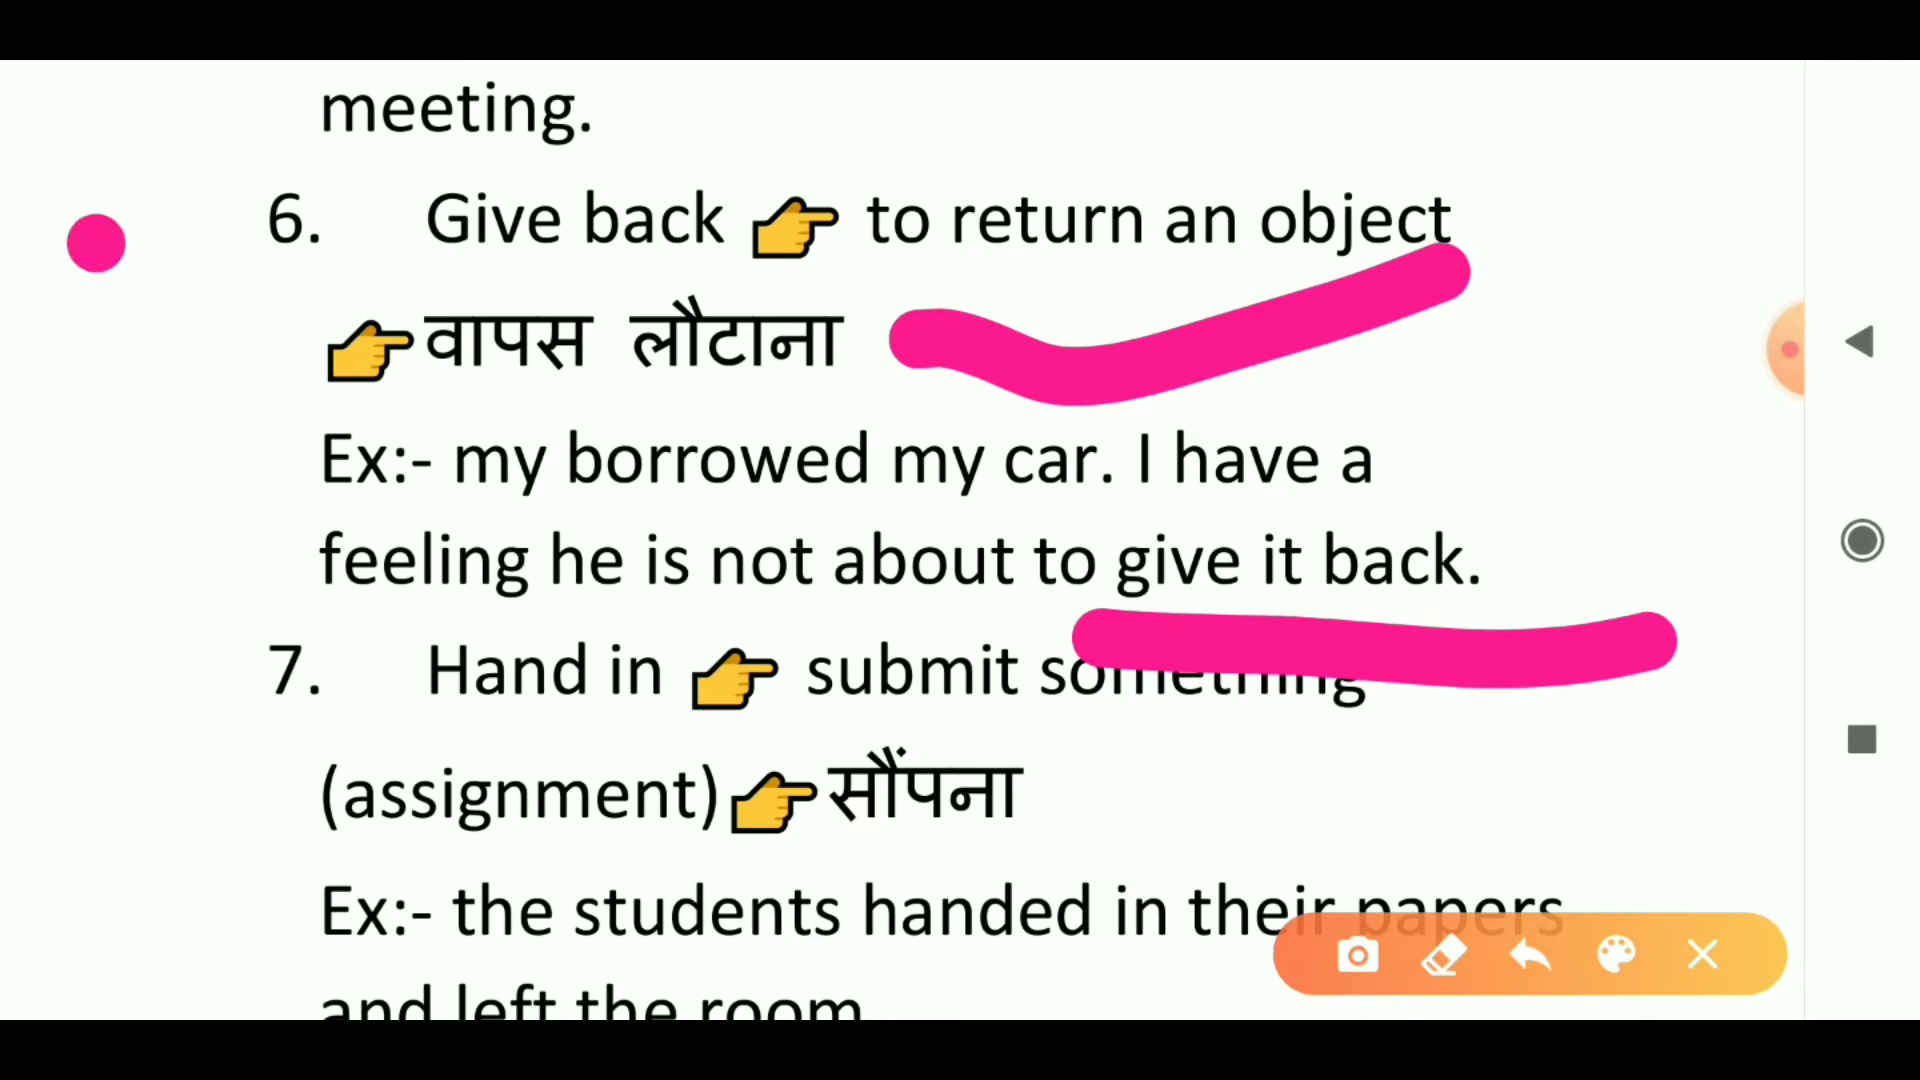 meeting.
6. Give back 👉 to return an object
👉वापस लौटाना
Ex:- my borrowed my car. I have a
feeling he is not about to give it back.
7. Hand in 👉 submit something
(assignment)👉सौंपना
Ex:- the students handed in their papers
and left the room